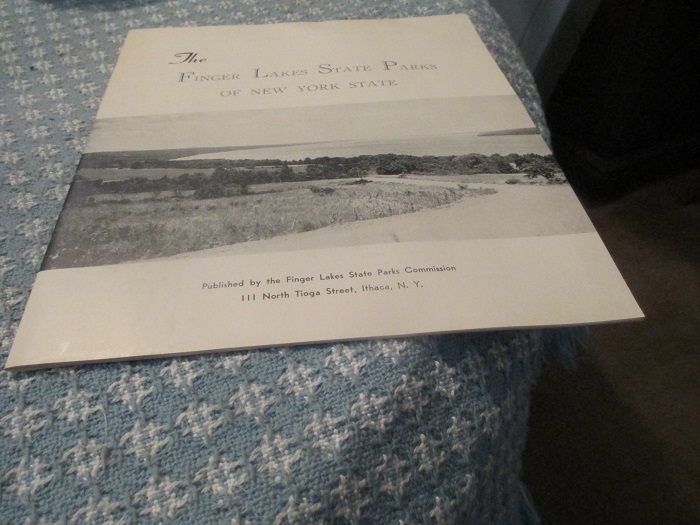 The
Finger Lakes State Parks
of New York State
Published by the Finger Lakes State Parks Commission
111 North Tioga Street, Ithaca, N. Y.